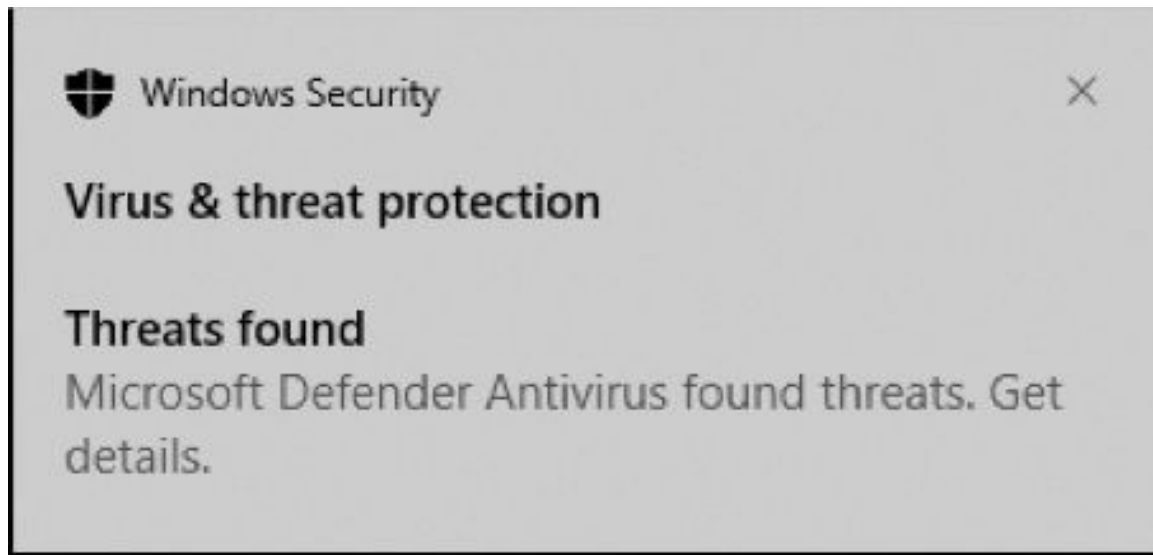 Windows Security
Virus & threat protection
Threats found
Microsoft Defender Antivirus found threats. Get
details.